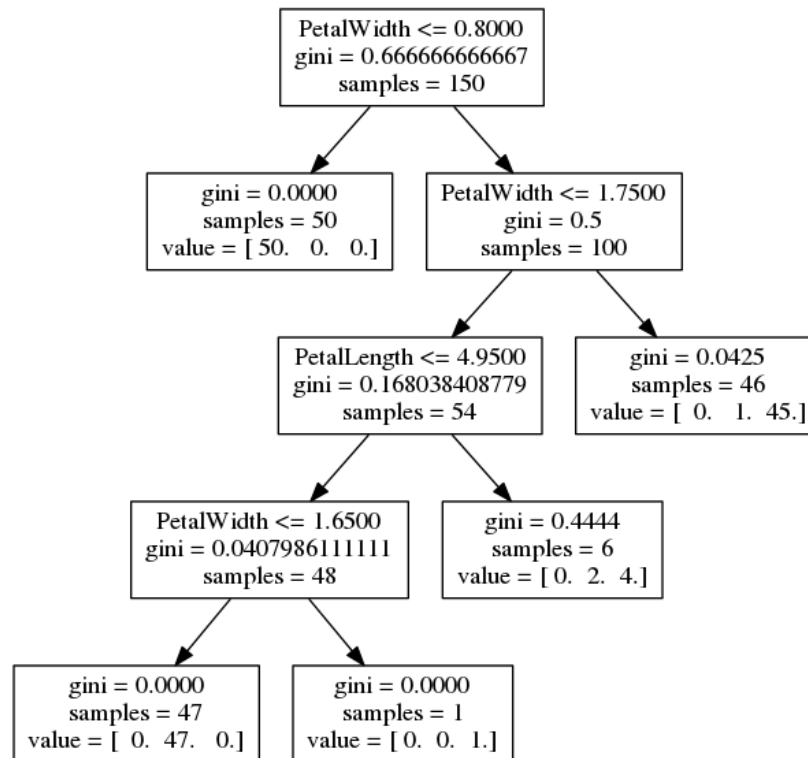 PetalWidth <= 0.8000
gini = 0.666666666667
samples = 150
gini = 0.0000
samples = 50
value = [ 50.   0.   0.]
PetalWidth <= 1.7500
gini = 0.5
samples = 100
PetalLength <= 4.9500
gini = 0.168038408779
samples = 54
gini = 0.0425
samples = 46
value = [  0.   1.  45.]
PetalWidth <= 1.6500
gini = 0.0407986111111
samples = 48
gini = 0.4444
samples = 6
value = [ 0.  2.  4.]
gini = 0.0000
samples = 47
value = [  0.  47.   0.]
gini = 0.0000
samples = 1
value = [ 0.  0.  1.]